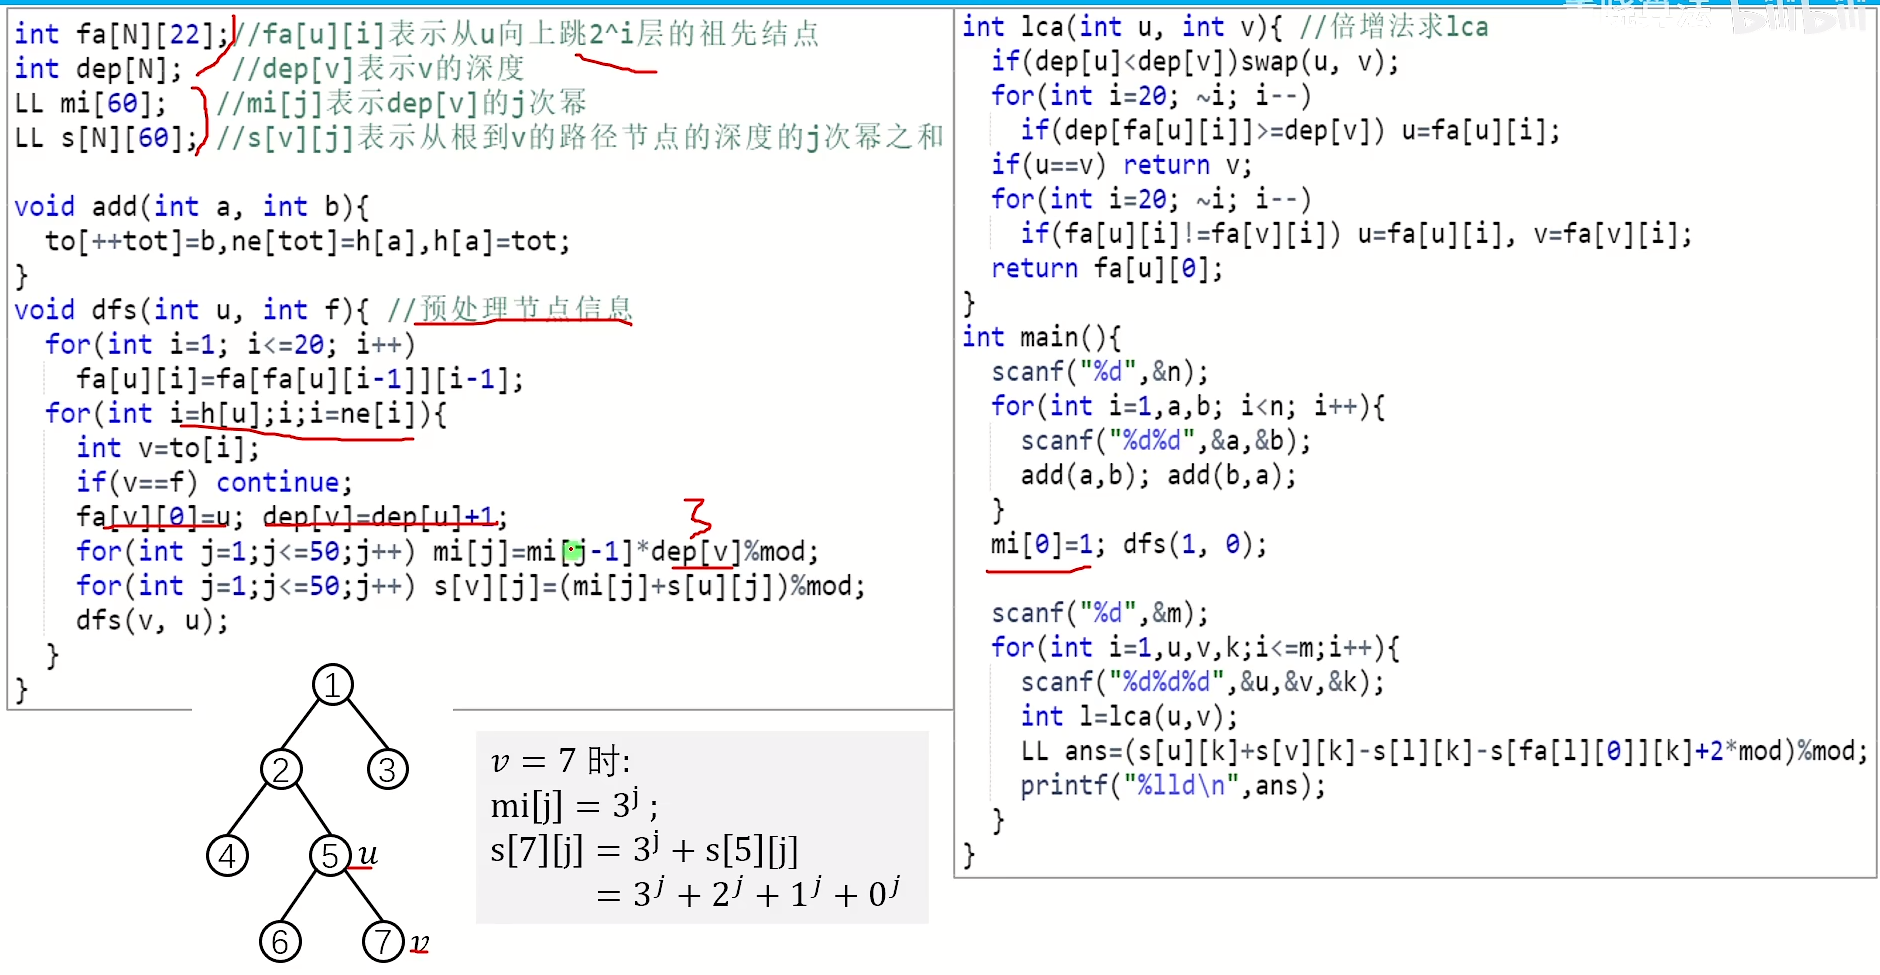 int fa[N][22];//fa[u][i]表示从u向上跳2^i层的祖先结点
int dep[N];   //dep[v]表示v的深度
LL mi[60];   //mi[j]表示dep[v]的j次幂
LL s[N][60];//s[v][j]表示从根到v的路径节点的深度的j次幂之和
void add(int a, int b){
  to[++tot]=b,ne[tot]=h[a],h[a]=tot;
}
void dfs(int u, int f){ //预处理节点信息
  for(int i=1; i<=20; i++)
    fa[u][i]=fa[fa[u][i-1]][i-1];
  for(int i=h[u];i;i=ne[i]){
    int v=to[i];
    if(v==f) continue;
    fa[v][0]=u; dep[v]=dep[u]+1;
3
    for(int j=1;j<=50;j++) mi[j]=mi[j-1]*dep[v]%mod;
    for(int j=1;j<=50;j++) s[v][j]=(mi[j]+s[u][j])%mod;
    dfs(v, u);
  }
}
1
2
3
4
5 u
6
7 v
v = 7 时:
mi[j] = 3^j ;
s[7][j] = 3^j + s[5][j]
= 3^j + 2^j + 1^j + 0^j
int lca(int u, int v){ //倍增法求lca
  if(dep[u]<dep[v])swap(u, v);
  for(int i=20; ~i; i--)
    if(dep[fa[u][i]]>=dep[v]) u=fa[u][i];
  if(u==v) return v;
  for(int i=20; ~i; i--)
    if(fa[u][i]!=fa[v][i]) u=fa[u][i], v=fa[v][i];
  return fa[u][0];
}
int main(){
  scanf("%d",&n);
  for(int i=1,a,b; i<n; i++){
    scanf("%d%d",&a,&b);
    add(a,b); add(b,a);
  }
  mi[0]=1; dfs(1, 0);
  scanf("%d",&m);
  for(int i=1,u,v,k;i<=m;i++){
    scanf("%d%d%d",&u,&v,&k);
    int l=lca(u,v);
    LL ans=(s[u][k]+s[v][k]-s[l][k]-s[fa[l][0]][k]+2*mod)%mod;
    printf("%lld\n",ans);
  }
}
bilibili